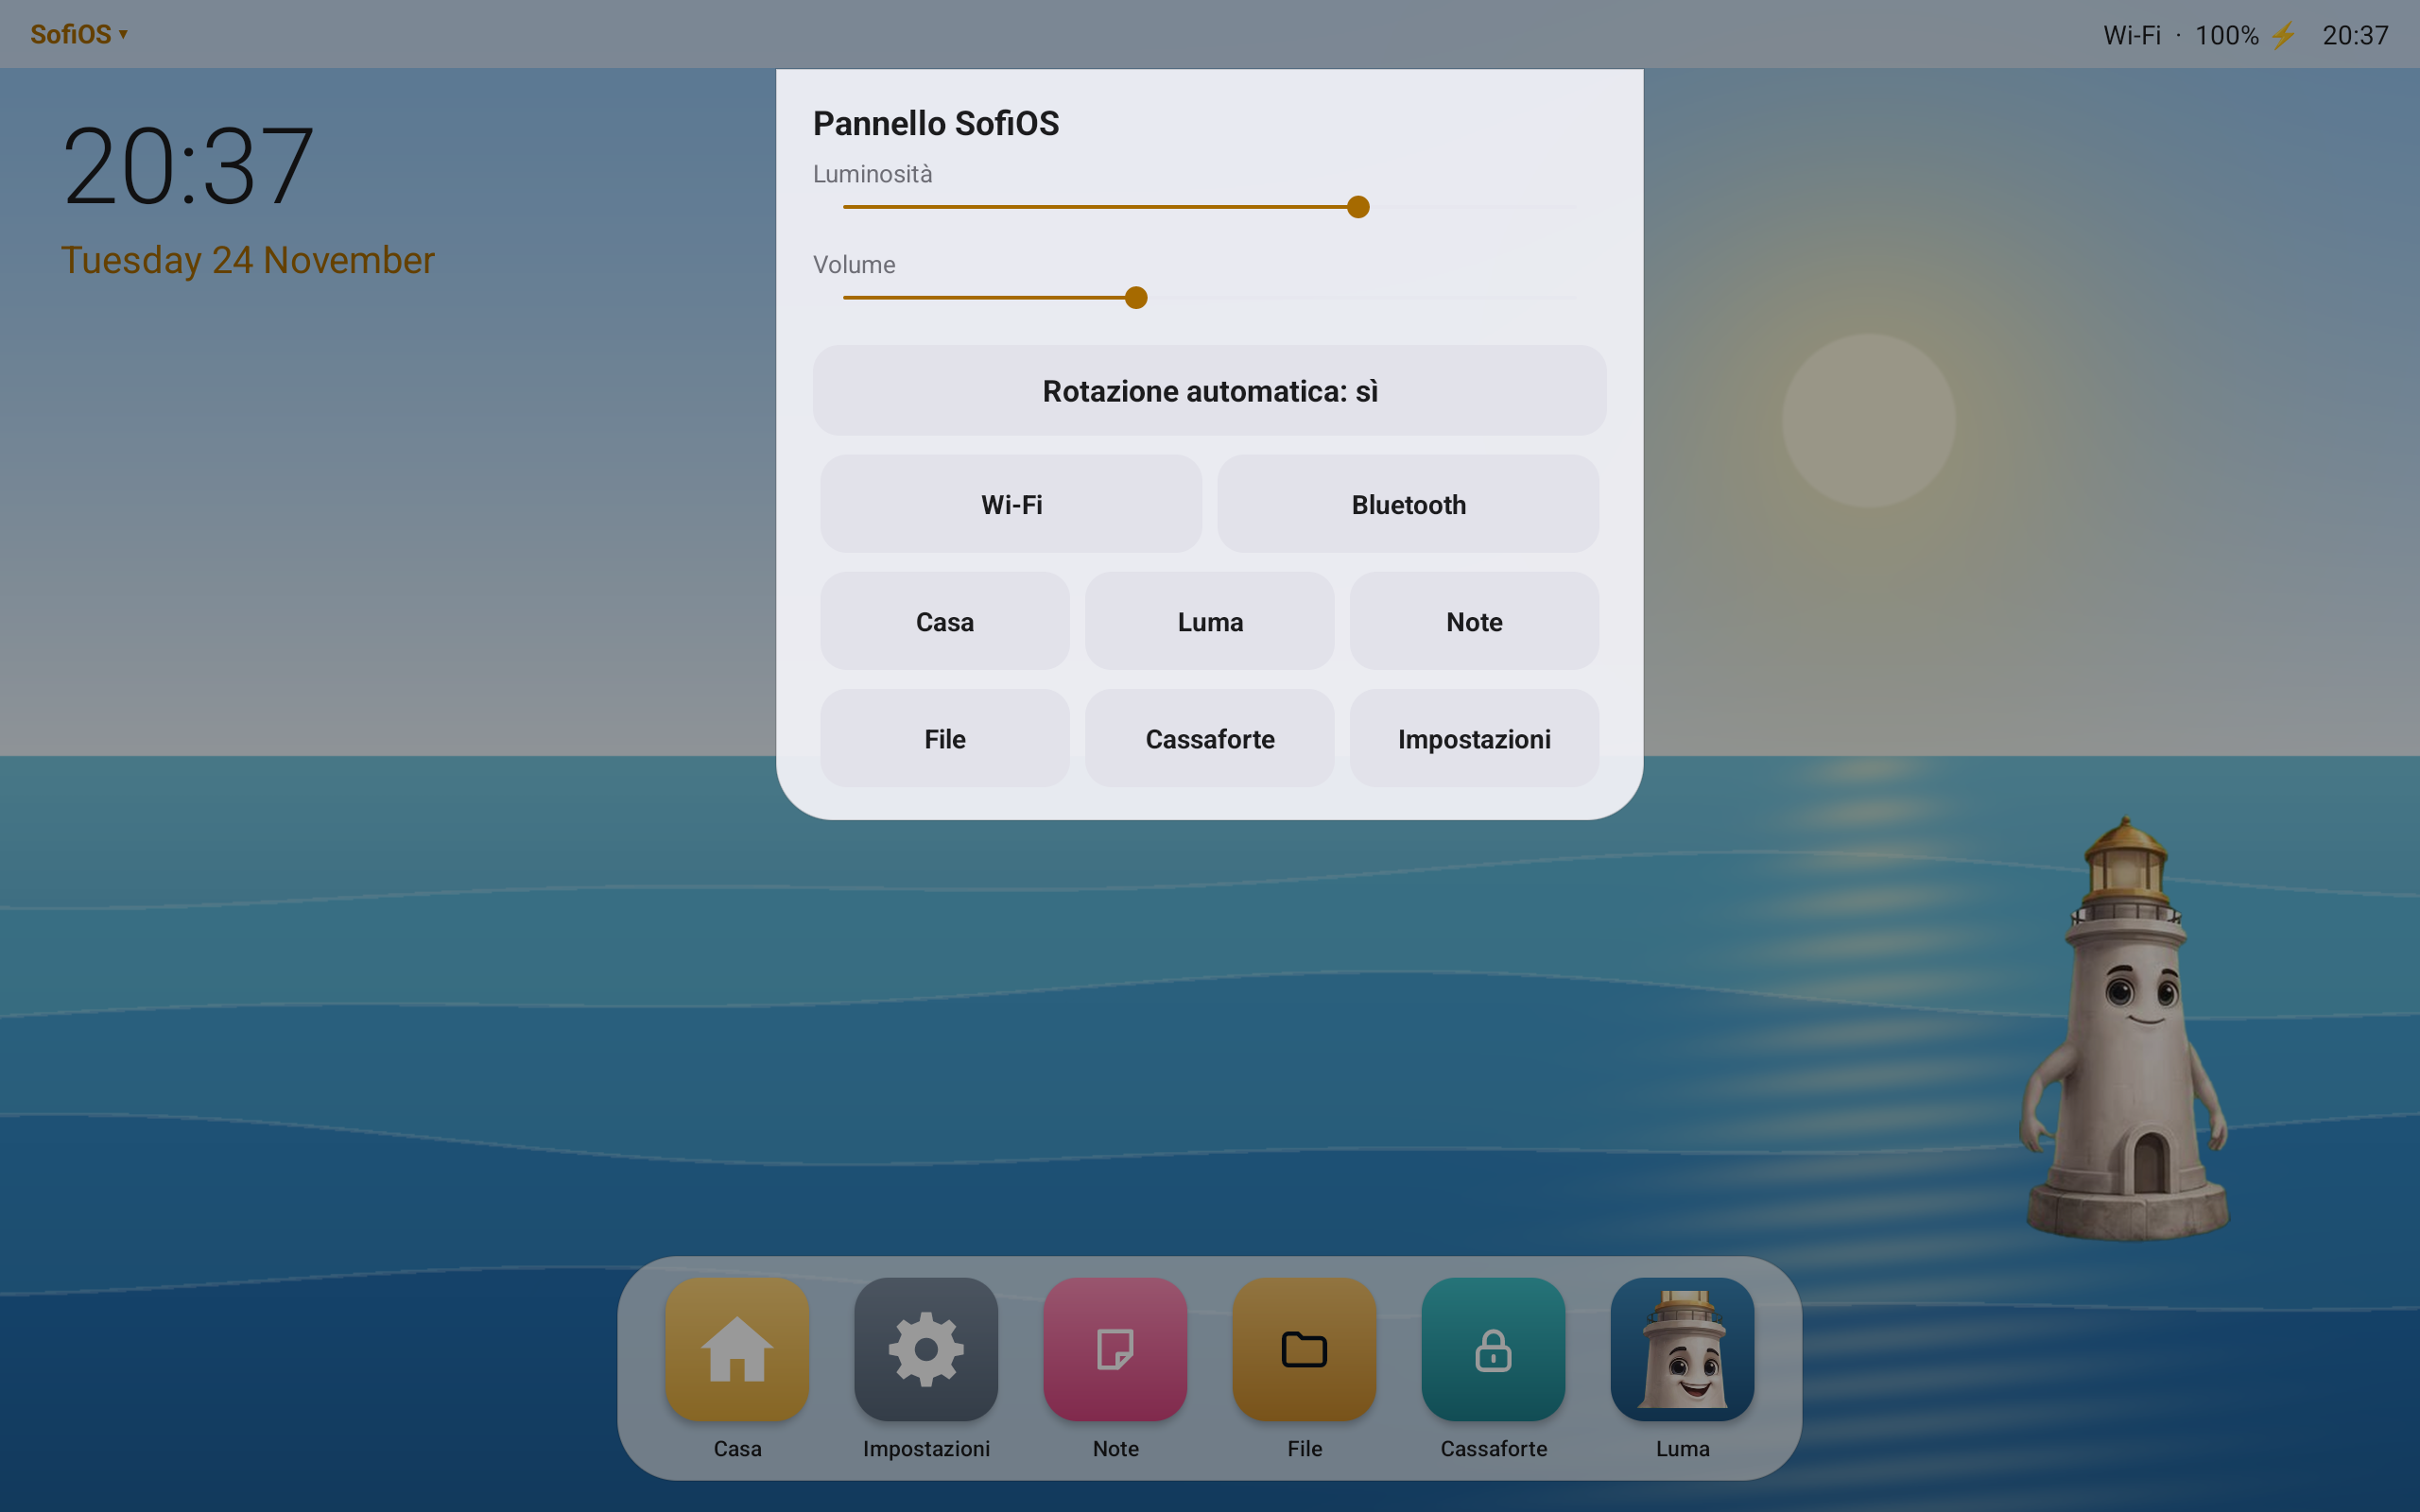 SofiOS ▾
Wi-Fi · 100% ⚡ 20:37
20:37
Tuesday 24 November
Pannello SofiOS
Luminosità
Volume
Rotazione automatica: sì
Wi-Fi Bluetooth
Casa Luma Note
File Cassaforte Impostazioni
Casa Impostazioni Note File Cassaforte Luma